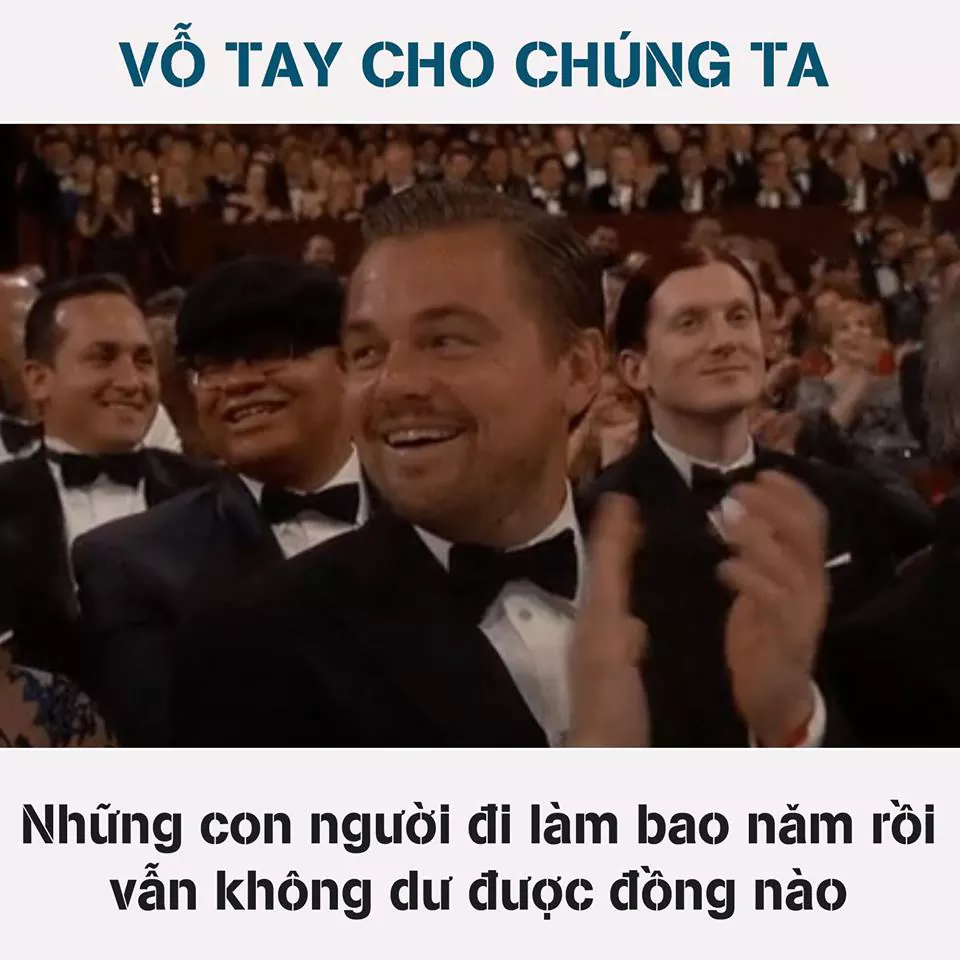 VỖ TAY CHO CHÚNG TA
Những con người đi làm bao năm rồi
vẫn không dư được đồng nào